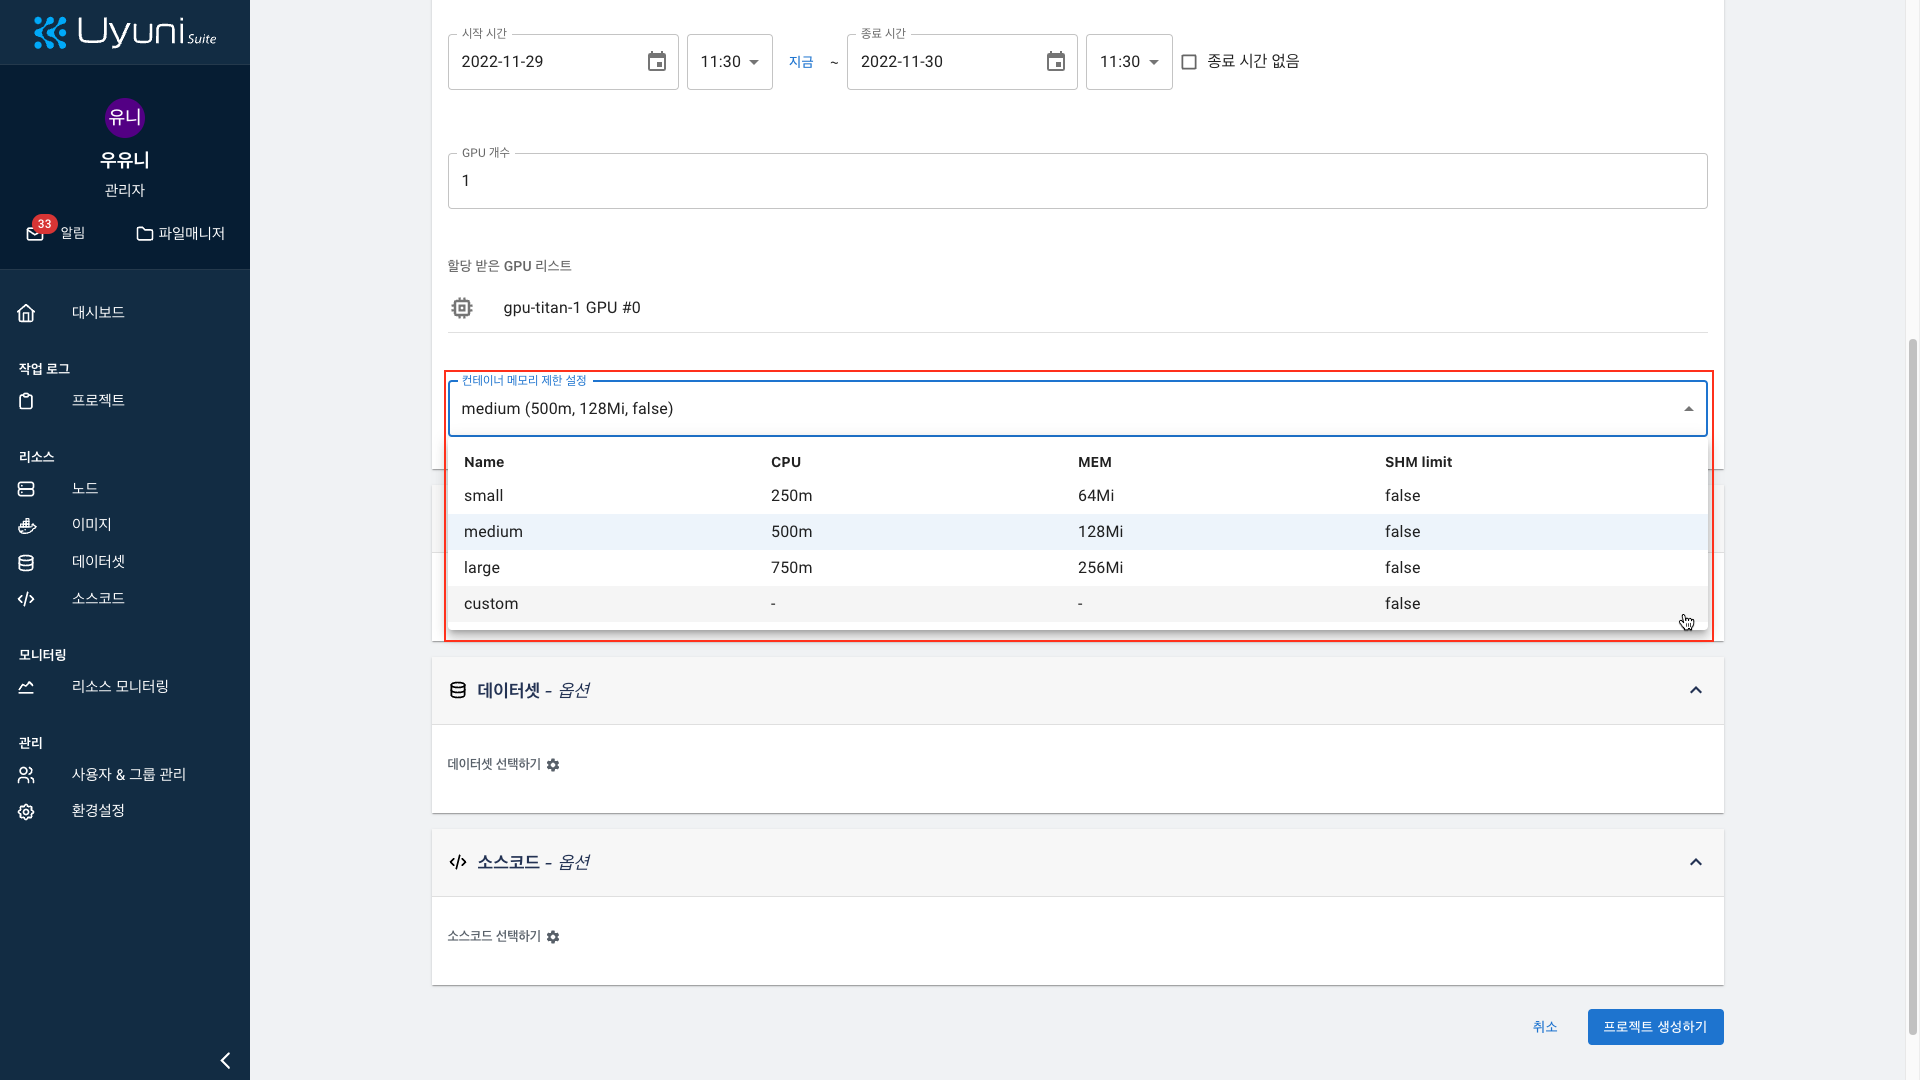 Uyuni Suite
유니
우유니
관리자
33
알림
파일매니저
대시보드
작업 로그
프로젝트
리소스
노드
이미지
데이터셋
소스코드
모니터링
리소스 모니터링
관리
사용자 & 그룹 관리
환경설정
시작 시간
2022-11-29
11:30
지금
~
종료 시간
2022-11-30
11:30
종료 시간 없음
GPU 개수
1
할당 받은 GPU 리스트
gpu-titan-1 GPU #0
컨테이너 메모리 제한 설정
medium (500m, 128Mi, false)
Name CPU MEM SHM limit
small 250m 64Mi false
medium 500m 128Mi false
large 750m 256Mi false
custom - - false
데이터셋 - 옵션
데이터셋 선택하기
소스코드 - 옵션
소스코드 선택하기
취소
프로젝트 생성하기